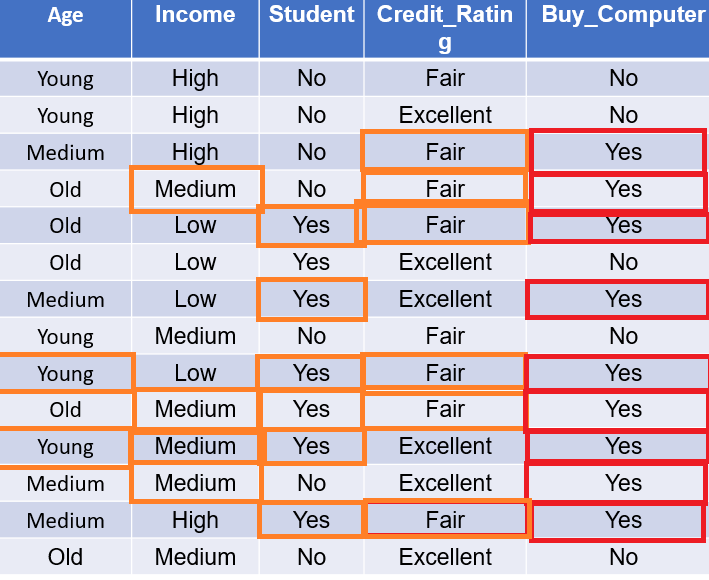 Age Income Student Credit_Ratin Buy_Computer
g
Young High No Fair No
Young High No Excellent No
Medium High No Fair Yes
Old Medium No Fair Yes
Old Low Yes Fair Yes
Old Low Yes Excellent No
Medium Low Yes Excellent Yes
Young Medium No Fair No
Young Low Yes Fair Yes
Old Medium Yes Fair Yes
Young Medium Yes Excellent Yes
Medium Medium No Excellent Yes
Medium High Yes Fair Yes
Old Medium No Excellent No